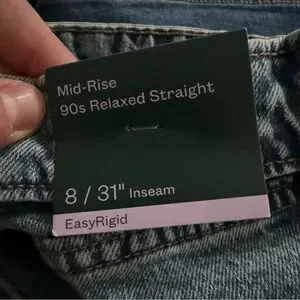 Mid-Rise
90s Relaxed Straight
8 / 31" Inseam
EasyRigid